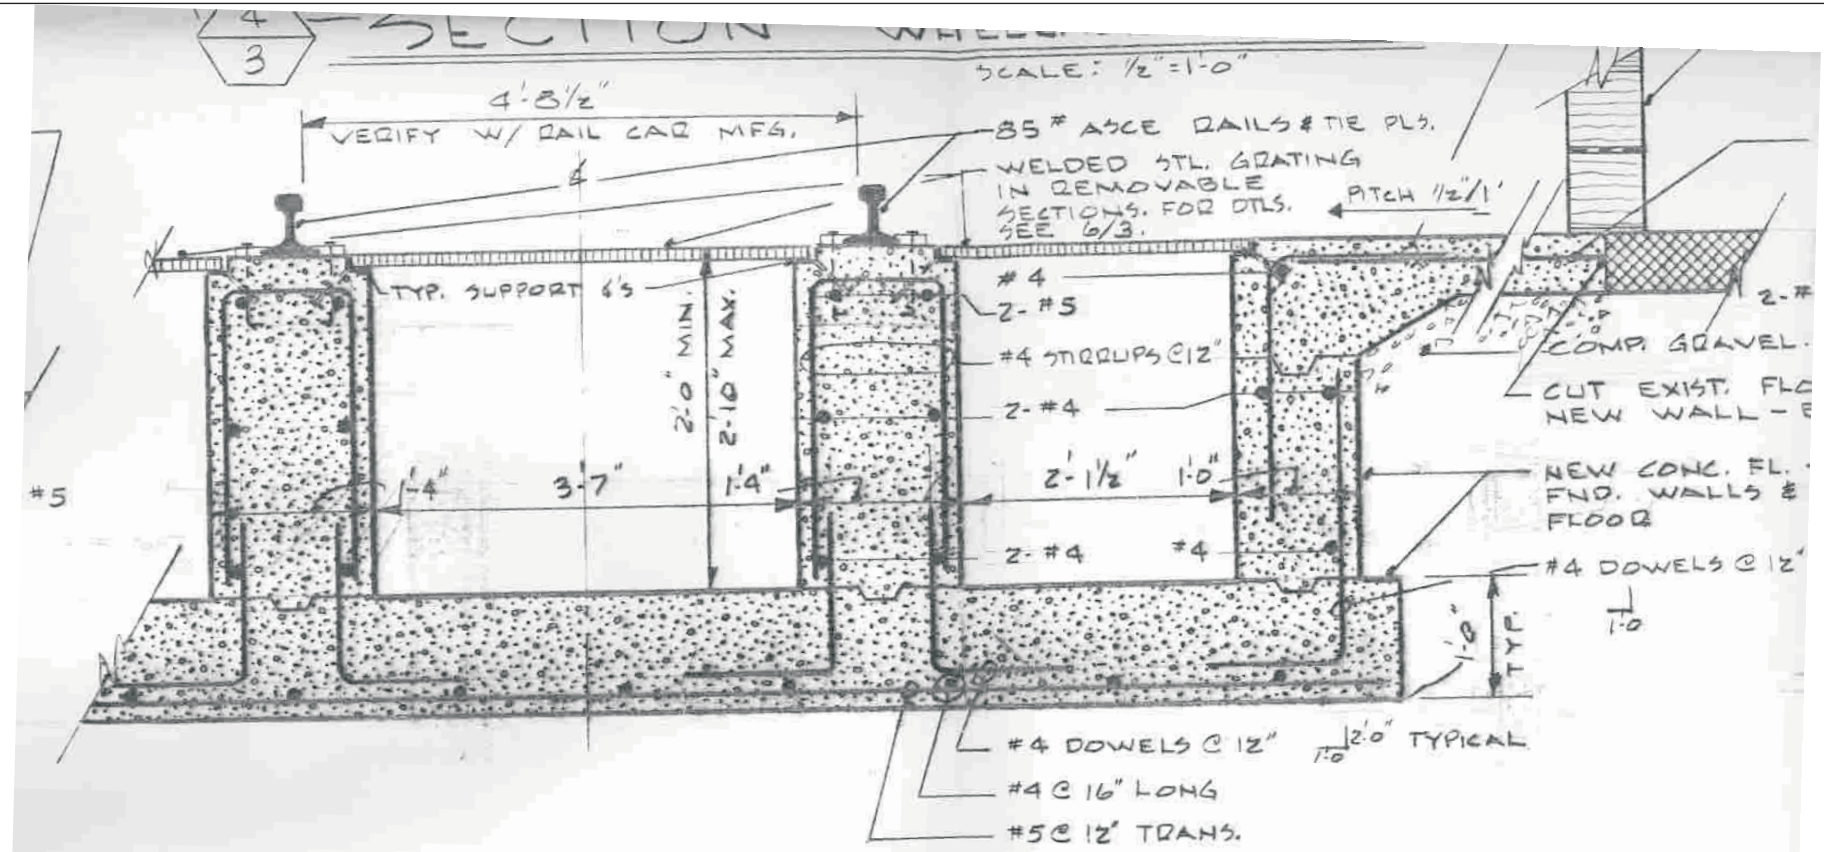 4
3
SECTION
SCALE: 1/2" = 1'-0"
4'-8 1/2"
VERIFY W/ RAIL CAR MFG.
85# ASCE RAILS & TIE PLS.
WELDED STL. GRATING
IN REMOVABLE
SECTIONS. FOR DTLS.
SEE 6/3.
PITCH 1/2"/1'
TYP. SUPPORT L'S
2'-0" MIN.
2'-10" MAX.
#4
2-#5
#4 STIRRUPS @ 12"
2-#4
2-#
COMP. GRAVEL.
CUT EXIST.
NEW WALL -
#5
1'-4"
3'-7"
1'-4"
2'-1 1/2"
1'-0"
NEW CONC. FL.
FND. WALLS &
FLOOR
2-#4
#4
#4 DOWELS @ 12"
1'-0
1'-0"
TYP.
#4 DOWELS @ 12" 1'-0 2'-0" TYPICAL
#4 @ 16" LONG
#5 @ 12" TRANS.